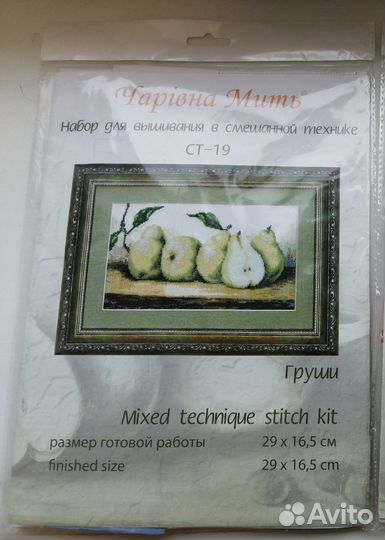 Чарівна Мить®
Набор для вышивания в смешанной технике
СТ-19
Груши
Mixed technique stitch kit
размер готовой работы 29 x 16,5 см
finished size 29 x 16,5 cm
Avito